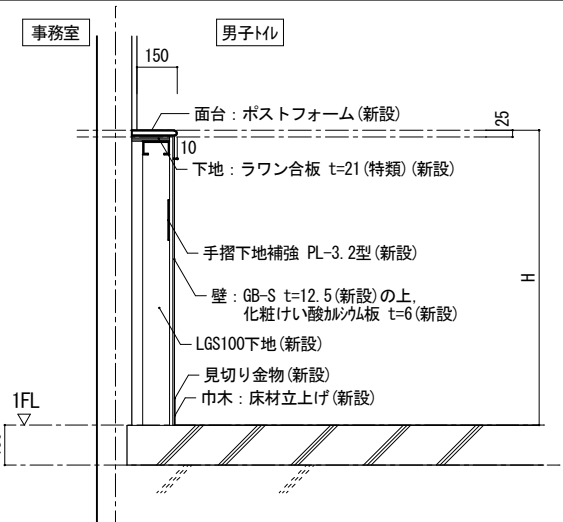 事務室
男子ﾄｲﾚ
150
面台：ポストフォーム(新設)
25
10
下地：ラワン合板 t=21(特類)(新設)
手摺下地補強 PL-3.2型(新設)
H
壁：GB-S t=12.5(新設)の上,
化粧けい酸ｶﾙｼｳﾑ板 t=6(新設)
LGS100下地(新設)
見切り金物(新設)
巾木：床材立上げ(新設)
1FL